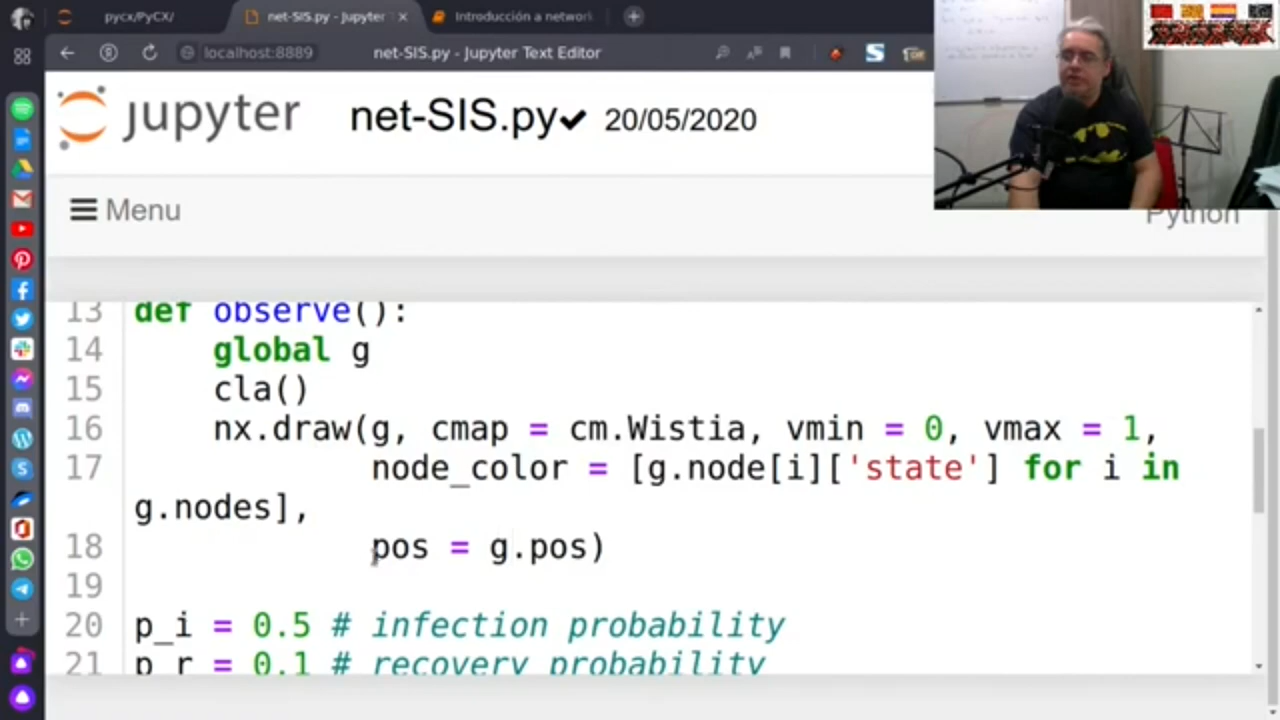 pycx/PyCX/
net-SIS.py - Jupyter
Introducción a networ
localhost:8889
net-SIS.py - Jupyter Text Editor
jupyter net-SIS.py 20/05/2020
Menu
Python
13 def observe():
14 global g
15 cla()
16 nx.draw(g, cmap = cm.Wistia, vmin = 0, vmax = 1,
17 node_color = [g.node[i]['state'] for i in
g.nodes],
18 pos = g.pos)
19
20 p_i = 0.5 # infection probability
21 p_r = 0.1 # recovery probability